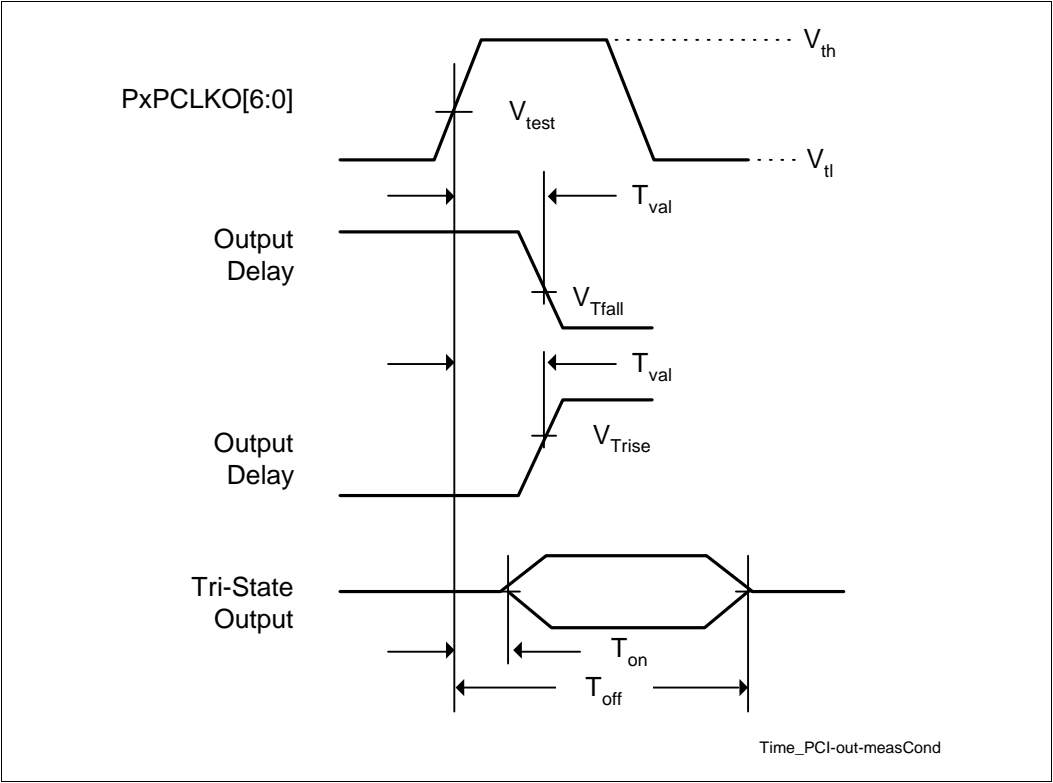 V_th
PxPCLKO[6:0]
V_test
V_tl
T_val
Output
Delay
V_Tfall
T_val
Output
Delay
V_Trise
Tri-State
Output
T_on
T_off
Time_PCI-out-measCond